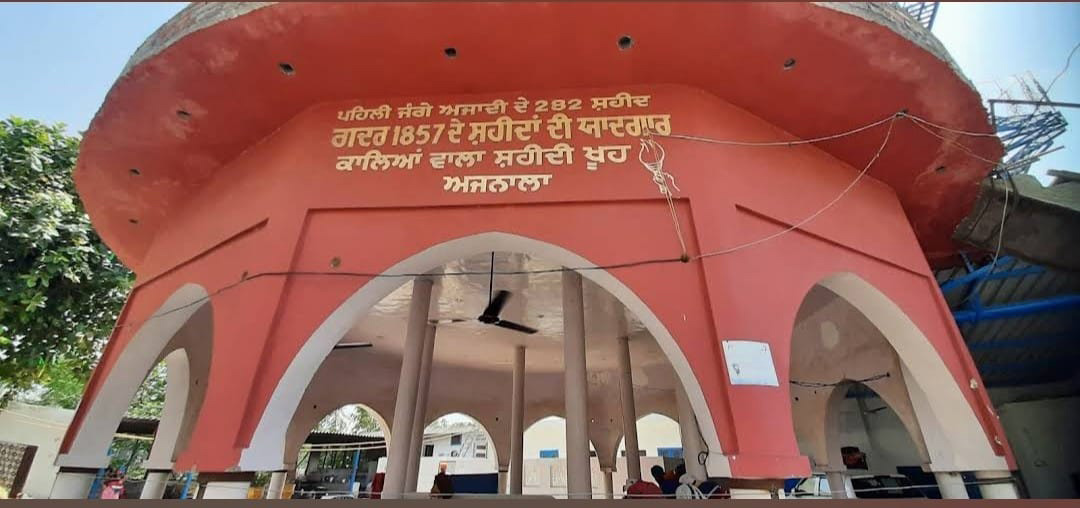 ਪਹਿਲੀ ਜੰਗੇ ਅਜਾਦੀ ਦੇ 282 ਸ਼ਹੀਦ
ਗਦਰ 1857 ਦੇ ਸ਼ਹੀਦਾਂ ਦੀ ਯਾਦਗਾਰ
ਕਾਲਿਆਂ ਵਾਲਾ ਸ਼ਹੀਦੀ ਖੂਹ
ਅਜਨਾਲਾ